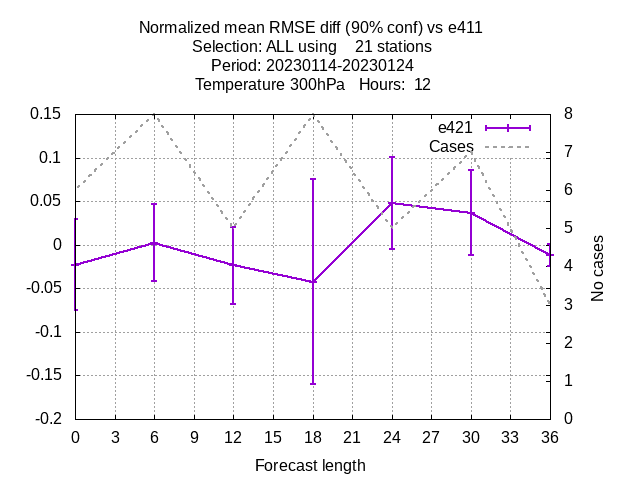 Normalized mean RMSE diff (90% conf) vs e411
Selection: ALL using    21 stations
Period: 20230114-20230124
Temperature 300hPa   Hours:  12
e421
Cases
0.15
0.1
0.05
0
-0.05
-0.1
-0.15
-0.2
8
7
6
5
4
3
2
1
0
No cases
0 3 6 9 12 15 18 21 24 27 30 33 36
Forecast length